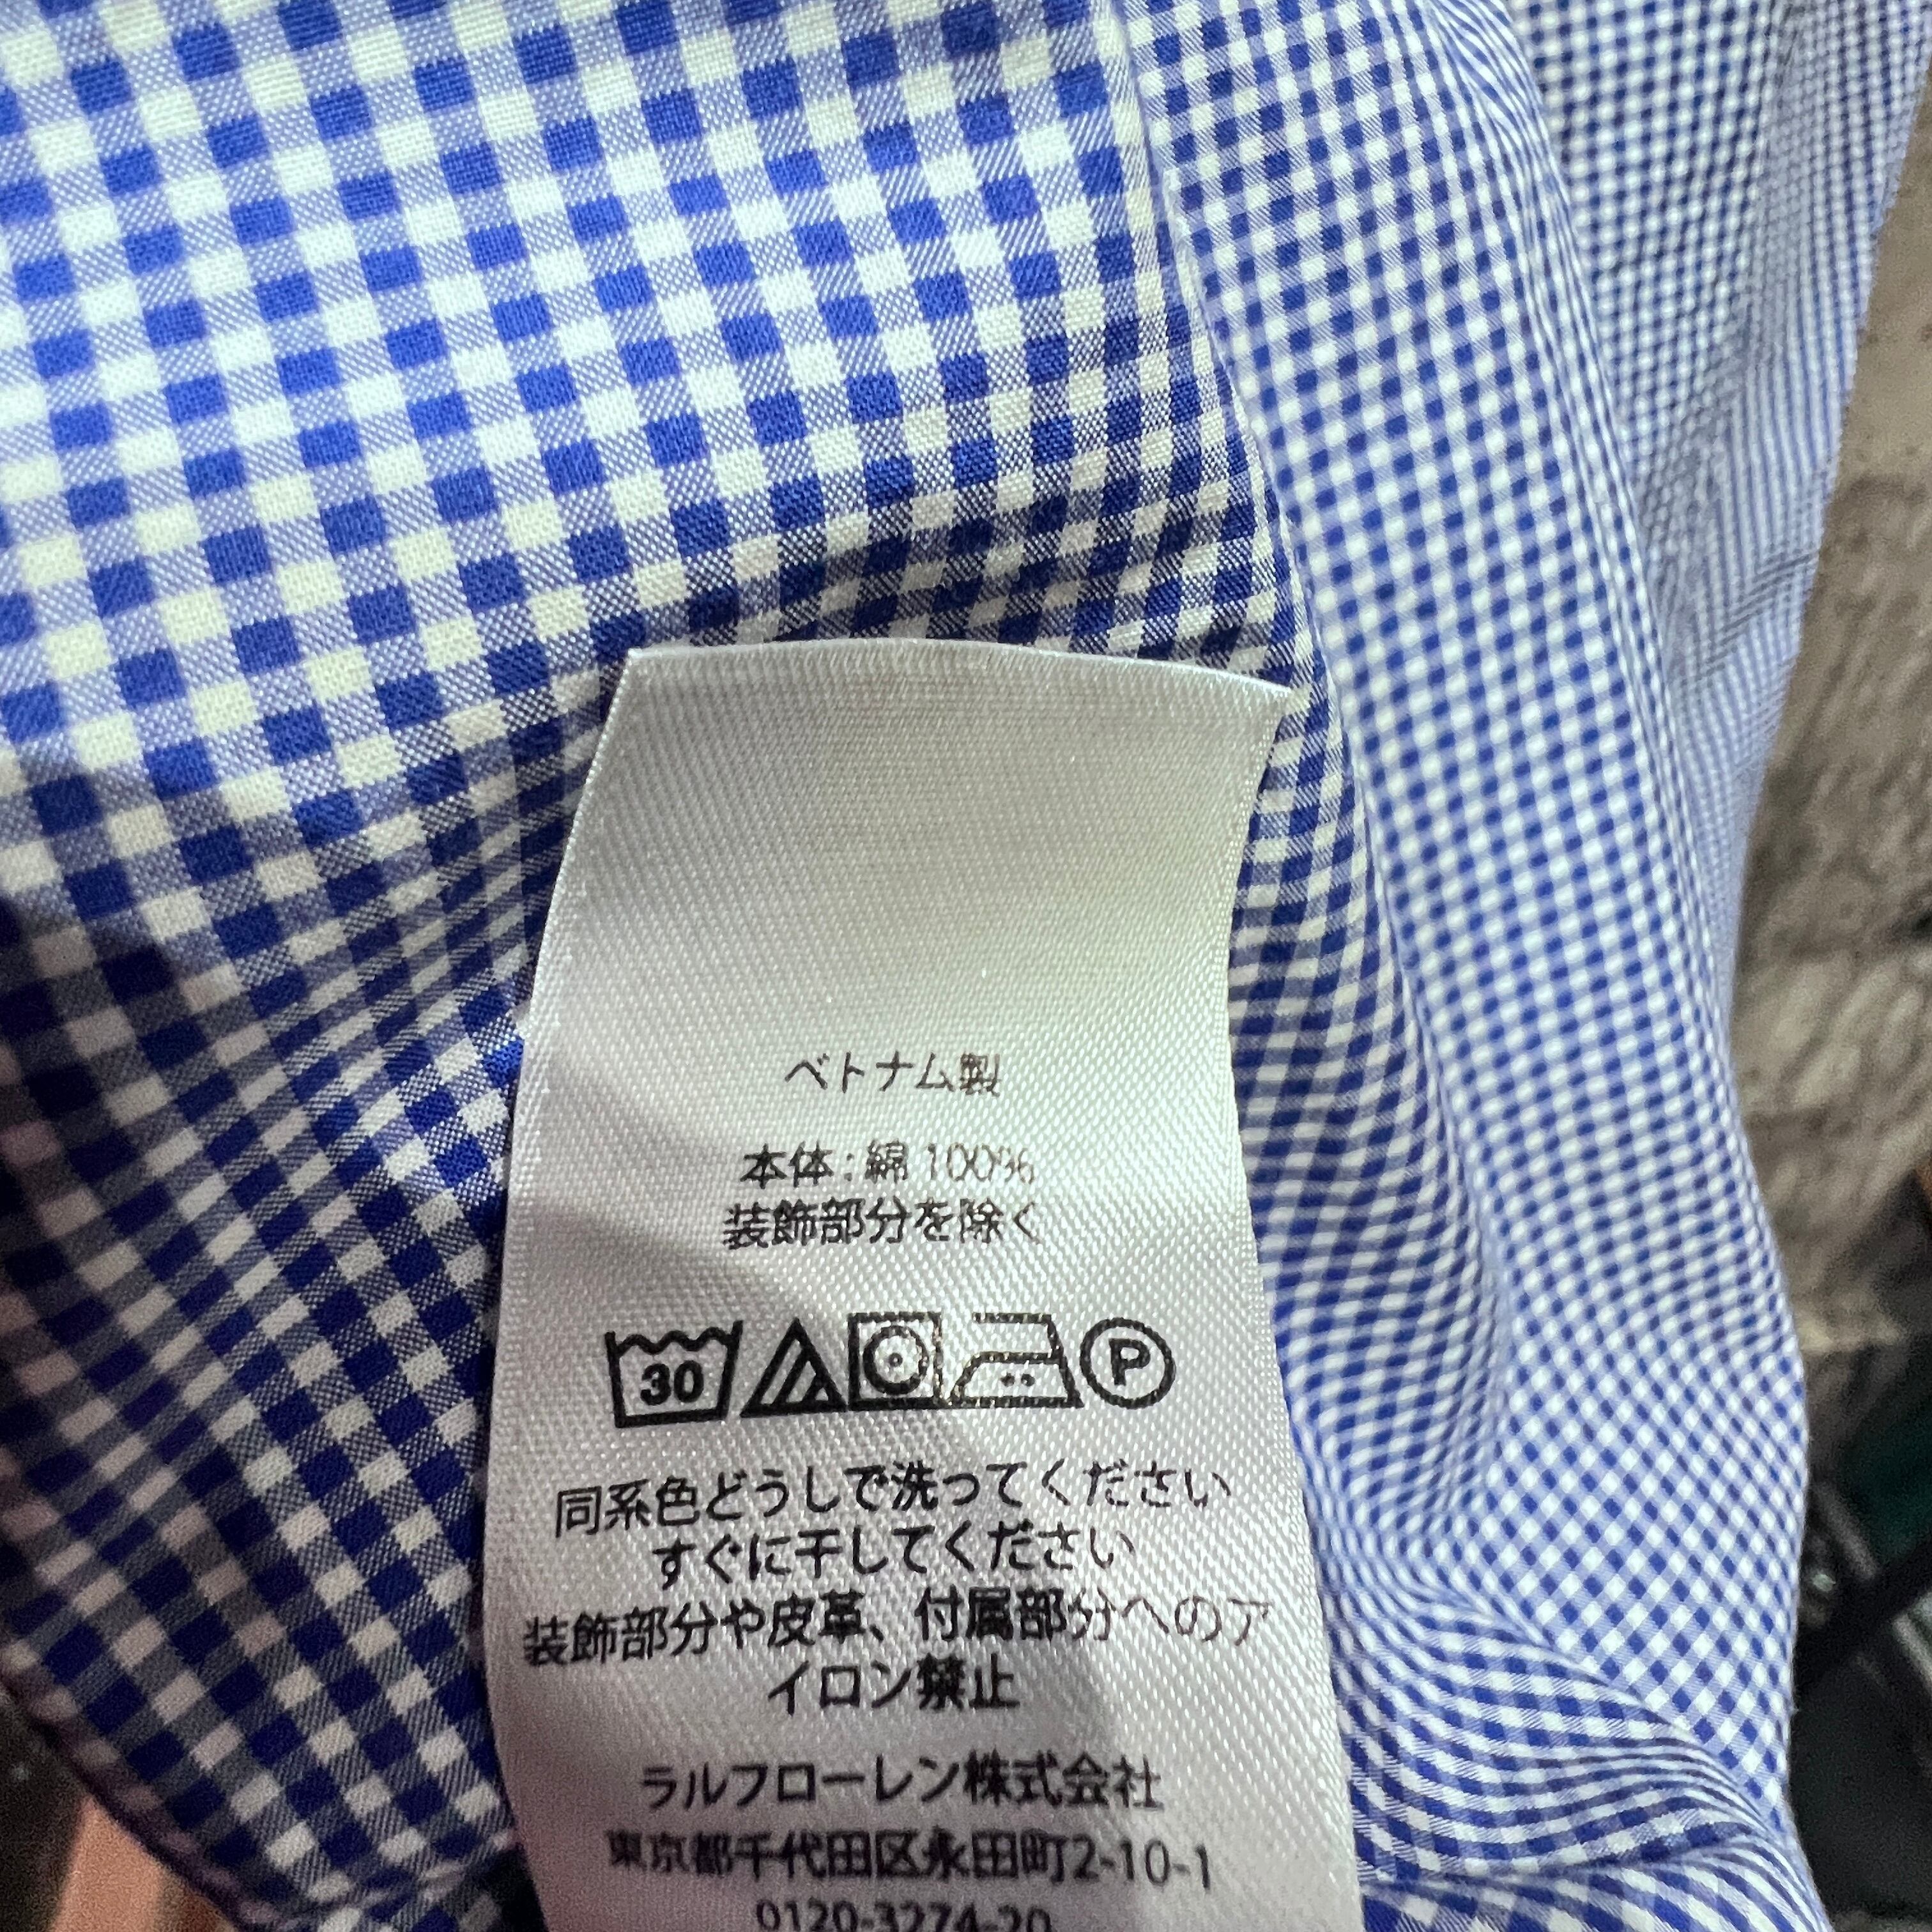 ベトナム製
本体：綿 100%
装飾部分を除く
30 P
同系色どうしで洗ってください
すぐに干してください
装飾部分や皮革、付属部分へのア
イロン禁止
ラルフローレン株式会社
東京都千代田区永田町2-10-1
0120-3274-20